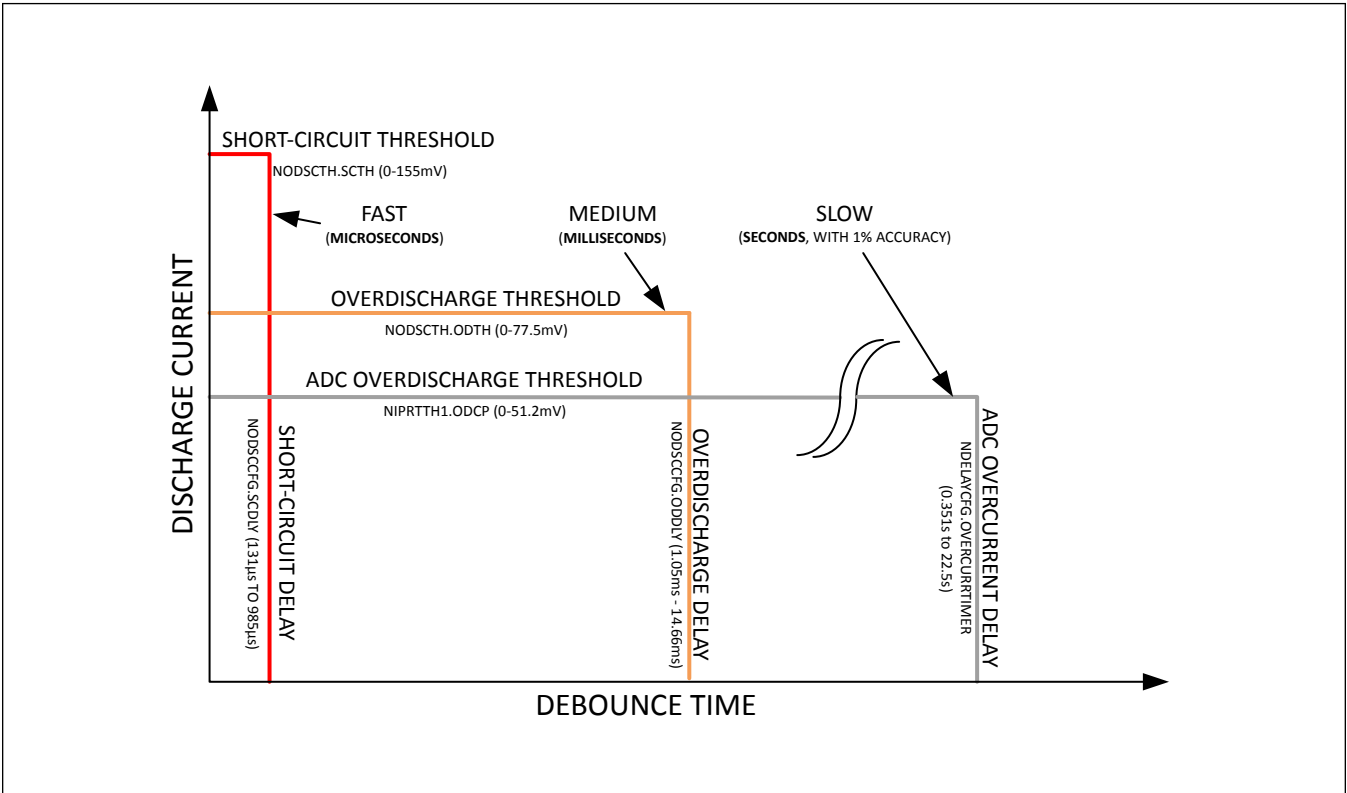 SHORT-CIRCUIT THRESHOLD
NODSCTH.SCTH (0-155mV)
FAST
(MICROSECONDS)
MEDIUM
(MILLISECONDS)
SLOW
(SECONDS, WITH 1% ACCURACY)
OVERDISCHARGE THRESHOLD
NODSCTH.ODTH (0-77.5mV)
ADC OVERDISCHARGE THRESHOLD
NIPRTTH1.ODCP (0-51.2mV)
DISCHARGE CURRENT
SHORT-CIRCUIT DELAY
NODSCCFG.SCDLY (131µs TO 985µs)
OVERDISCHARGE DELAY
NODSCCFG.ODDLY (1.05ms - 14.66ms)
ADC OVERCURRENT DELAY
NDELAYCFG.OVERCURRTIMER
(0.351s to 22.5s)
DEBOUNCE TIME